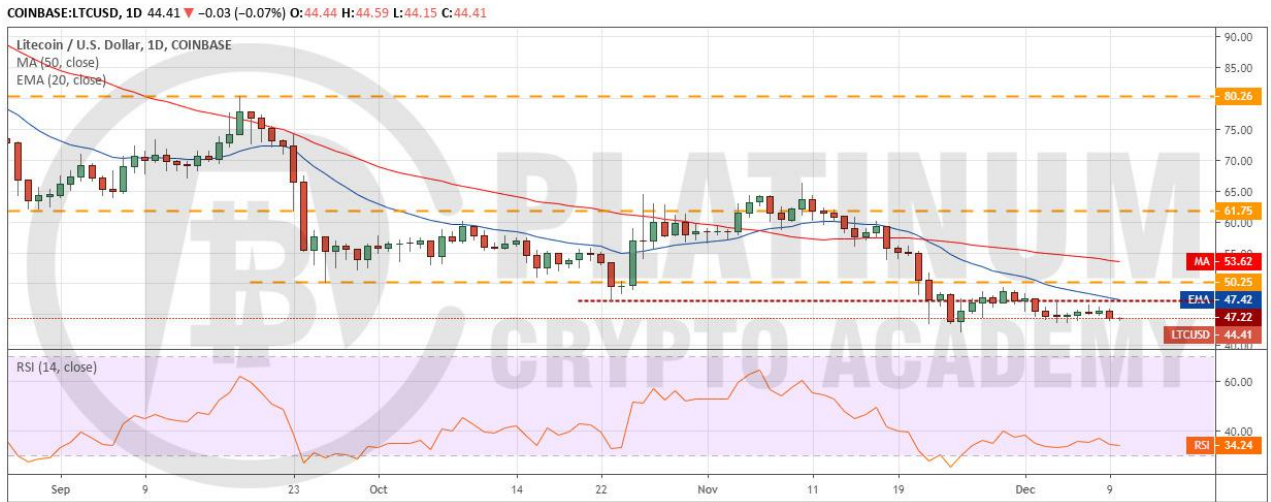 COINBASE:LTCUSD, 1D 44.41 ▼ −0.03 (−0.07%) O:44.44 H:44.59 L:44.15 C:44.41
Litecoin / U.S. Dollar, 1D, COINBASE
MA (50, close)
EMA (20, close)
90.00
85.00
80.26
75.00
70.00
65.00
61.75
60.00
55.00
MA 53.62
50.25
EMA 47.42
47.22
LTCUSD 44.41
40.00
PLATINUM
CRYPTO ACADEMY
RSI (14, close)
60.00
40.00
RSI 34.24
Sep 9 23 Oct 14 22 Nov 11 19 Dec 9